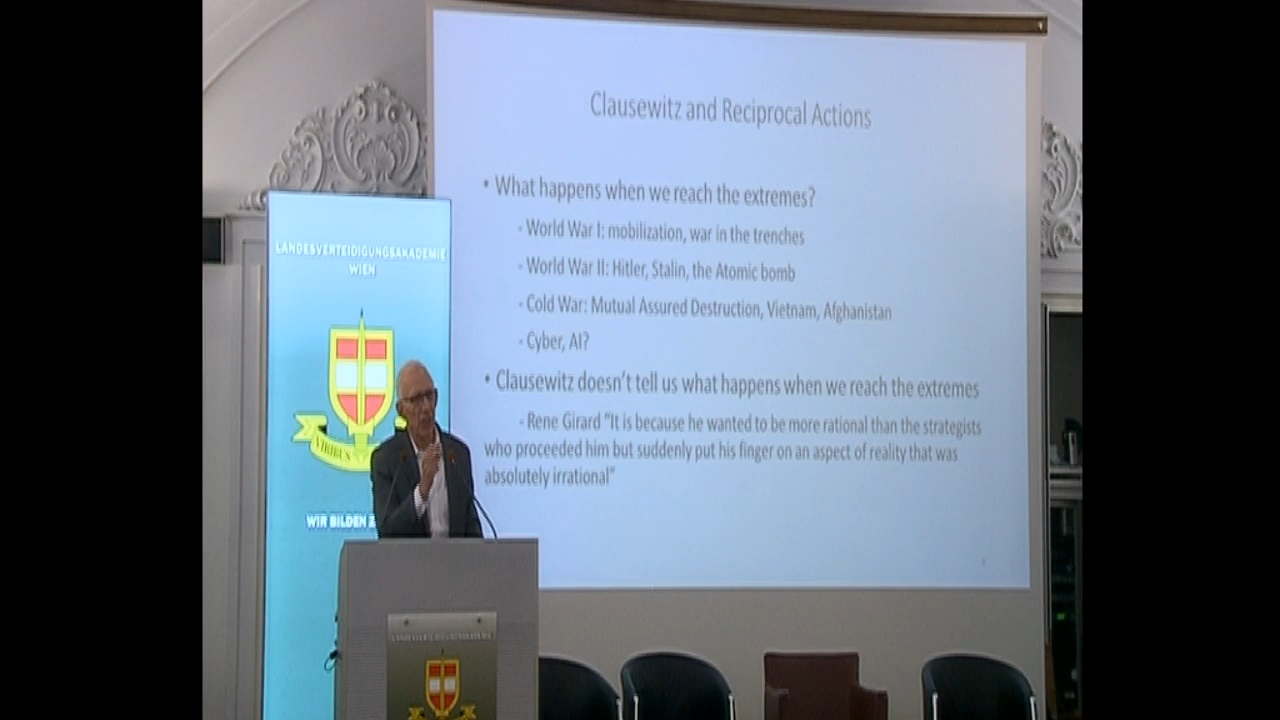 Clausewitz and Reciprocal Actions
• What happens when we reach the extremes?
- World War I: mobilization, war in the trenches
- World War II: Hitler, Stalin, the Atomic bomb
- Cold War: Mutual Assured Destruction, Vietnam, Afghanistan
- Cyber, AI?
• Clausewitz doesn't tell us what happens when we reach the extremes
- Rene Girard "It is because he wanted to be more rational than the strategists
who proceeded him but suddenly put his finger on an aspect of reality that was
absolutely irrational"
LANDESVERTEIDIGUNGSAKADEMIE
WIEN
VIRIBUS
WIR BILDEN
LANDESVERTEIDIGUNGSAKADEMIE